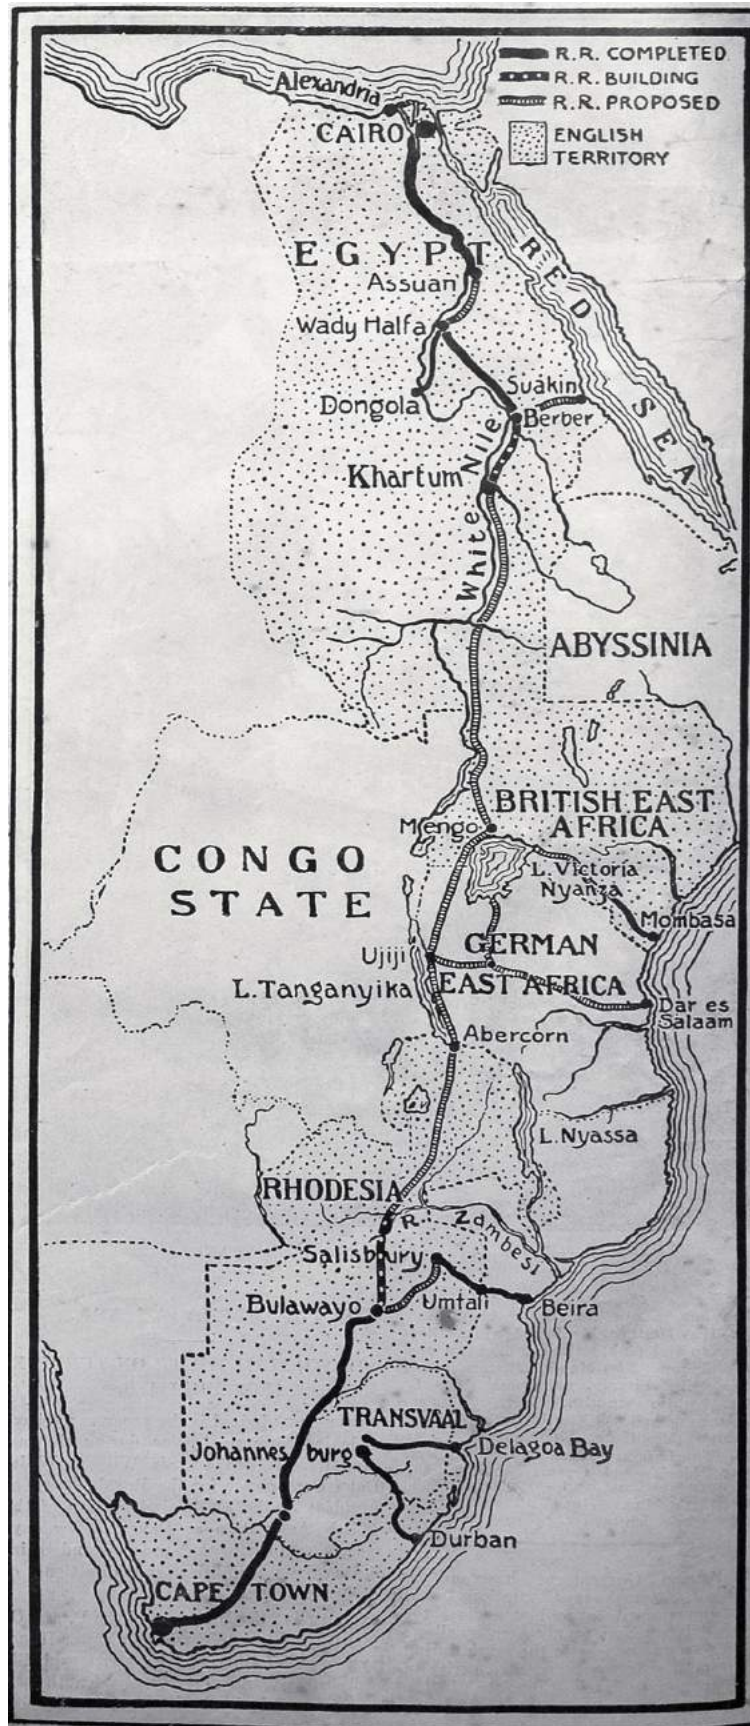 R.R. COMPLETED
R.R. BUILDING
R.R. PROPOSED
ENGLISH
TERRITORY
Alexandria
CAIRO
EGYPT
RED SEA
Assuan
Wady Halfa
Suakin
Dongola
Berber
Khartum
White Nile
ABYSSINIA
BRITISH EAST
AFRICA
Mengo
CONGO
STATE
L. Victoria
Nyanza
Mombasa
Ujiji
GERMAN
EAST AFRICA
L. Tanganyika
Dar es
Salaam
Abercorn
L. Nyassa
RHODESIA
R. Zambesi
Salisbury
Bulawayo
Umtali
Beira
TRANSVAAL
Johannesburg
Delagoa Bay
Durban
CAPE TOWN